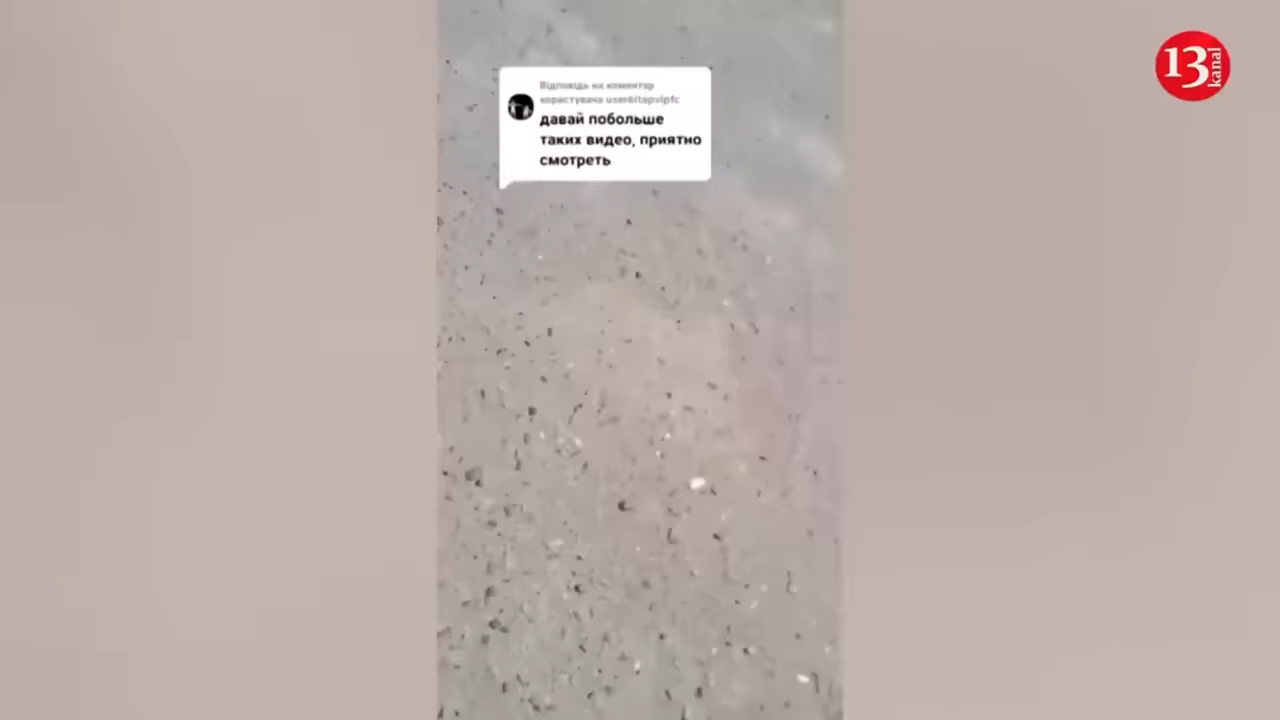 Відповідь на коментар
користувача
давай побольше
таких видео, приятно
смотреть
13
kanal